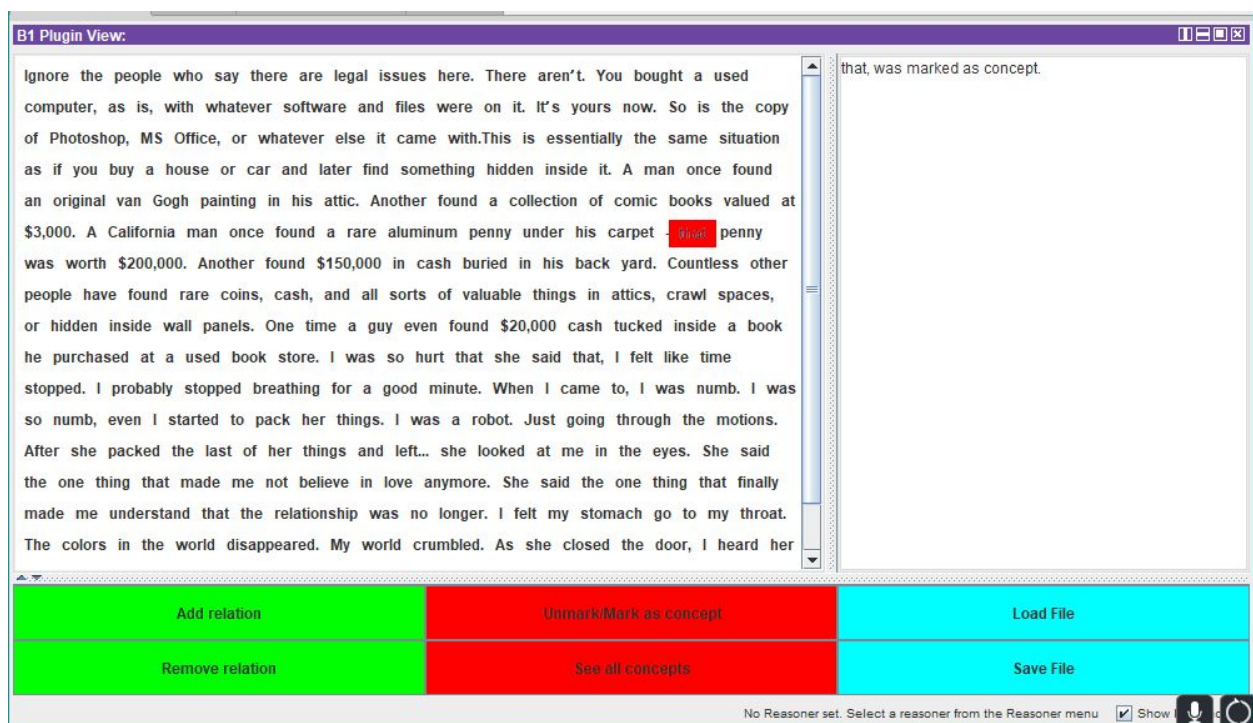 B1 Plugin View:
Ignore the people who say there are legal issues here. There aren't. You bought a used
computer, as is, with whatever software and files were on it. It's yours now. So is the copy
of Photoshop, MS Office, or whatever else it came with.This is essentially the same situation
as if you buy a house or car and later find something hidden inside it. A man once found
an original van Gogh painting in his attic. Another found a collection of comic books valued at
$3,000. A California man once found a rare aluminum penny under his carpet - that penny
was worth $200,000. Another found $150,000 in cash buried in his back yard. Countless other
people have found rare coins, cash, and all sorts of valuable things in attics, crawl spaces,
or hidden inside wall panels. One time a guy even found $20,000 cash tucked inside a book
he purchased at a used book store. I was so hurt that she said that, I felt like time
stopped. I probably stopped breathing for a good minute. When I came to, I was numb. I was
so numb, even I started to pack her things. I was a robot. Just going through the motions.
After she packed the last of her things and left... she looked at me in the eyes. She said
the one thing that made me not believe in love anymore. She said the one thing that finally
made me understand that the relationship was no longer. I felt my stomach go to my throat.
The colors in the world disappeared. My world crumbled. As she closed the door, I heard her
that, was marked as concept.
Add relation
Unmark/Mark as concept
Load File
Remove relation
See all concepts
Save File
No Reasoner set. Select a reasoner from the Reasoner menu
Show